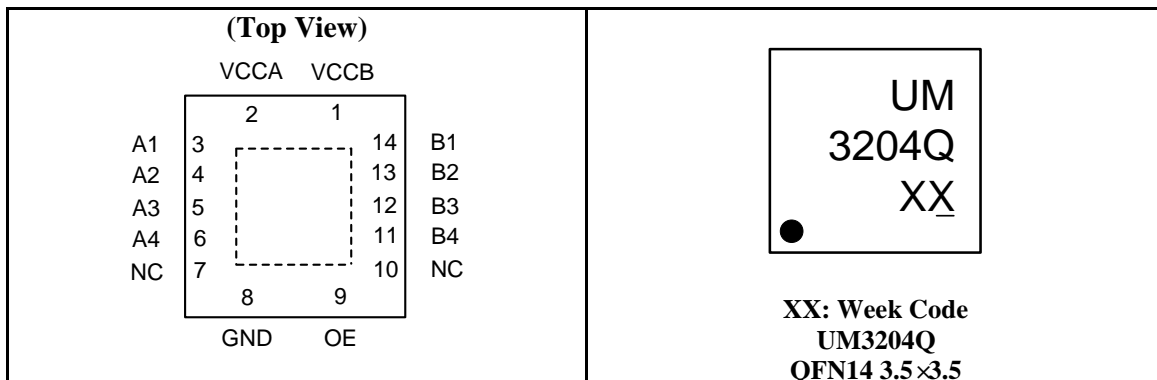 (Top View)
VCCA VCCB
2 1
A1 3 14 B1
A2 4 13 B2
A3 5 12 B3
A4 6 11 B4
NC 7 10 NC
8 9
GND OE
UM
3204Q
XX
XX: Week Code
UM3204Q
QFN14 3.5×3.5